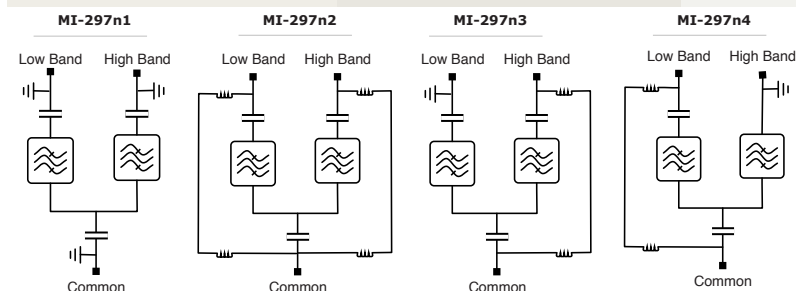 MI-297n1 MI-297n2 MI-297n3 MI-297n4
Low Band High Band Low Band High Band Low Band High Band Low Band High Band
Common Common Common Common